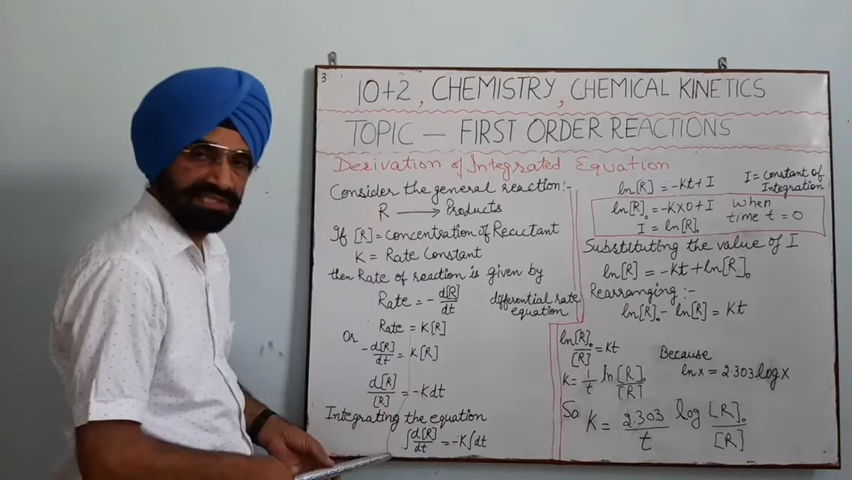 3
10+2, CHEMISTRY, CHEMICAL KINETICS
TOPIC — FIRST ORDER REACTIONS
Derivation of Integrated Equation
Consider the general reaction:-
R ⟶ Products
If [R] = Concentration of Reactant
K = Rate Constant
then Rate of reaction is given by
Rate = - d[R]/dt differential rate equation
Rate = K[R]
Or
- d[R]/dt = K[R]
d[R]/[R] = -Kdt
Integrating the equation
∫ d[R]/dt = -K∫dt
ln[R] = -Kt + I I = Constant of Integration
ln[R]₀ = -K×0 + I When time t = 0
I = ln[R]₀
Substituting the value of I
ln[R] = -Kt + ln[R]₀
Rearranging :-
ln[R]₀ - ln[R] = Kt
ln [R]₀/[R] = Kt
K = 1/t ln [R]₀/[R]
Because
lnx = 2.303logx
So K = 2.303/t log [R]₀/[R]